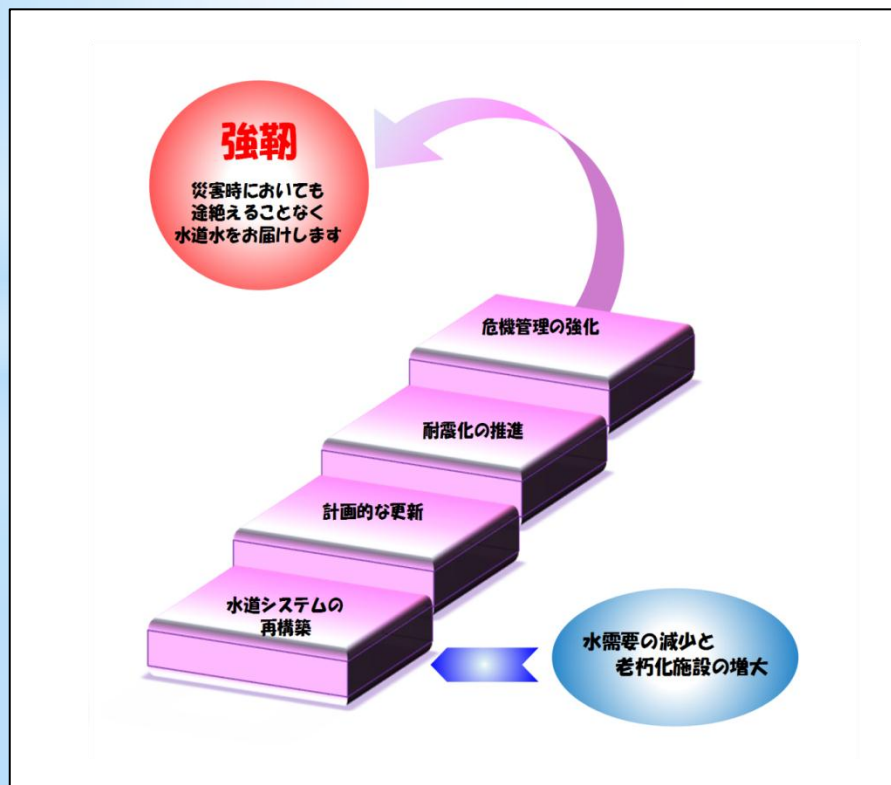 強靭
災害時においても
途絶えることなく
水道水をお届けします
危機管理の強化
耐震化の推進
計画的な更新
水道システムの
再構築
水需要の減少と
老朽化施設の増大